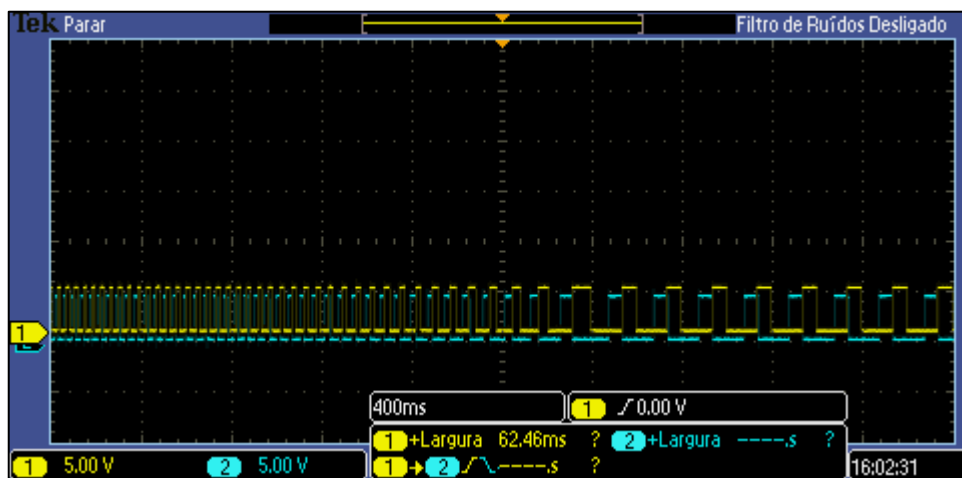 Tek Parar Filtro de Ruídos Desligado
1
2
400ms 1 0.00 V
1 +Largura 62.46ms ? 2 +Largura ----.s ?
1 → 2 ----.s ?
1 5.00 V 2 5.00 V 16:02:31